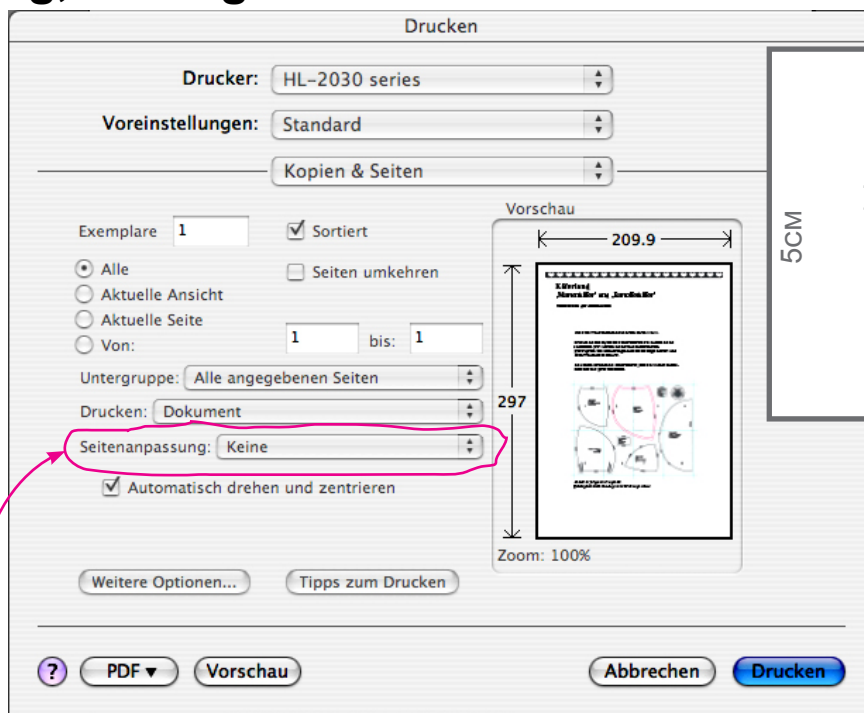 Drucken
Drucker: HL-2030 series
Voreinstellungen: Standard
Kopien & Seiten
Exemplare 1 Sortiert
Alle Seiten umkehren
Aktuelle Ansicht
Aktuelle Seite
Von: 1 bis: 1
Untergruppe: Alle angegebenen Seiten
Drucken: Dokument
Seitenanpassung: Keine
Automatisch drehen und zentrieren
Weitere Optionen... Tipps zum Drucken
Vorschau
209.9
297
Zoom: 100%
5CM
? PDF Vorschau Abbrechen Drucken